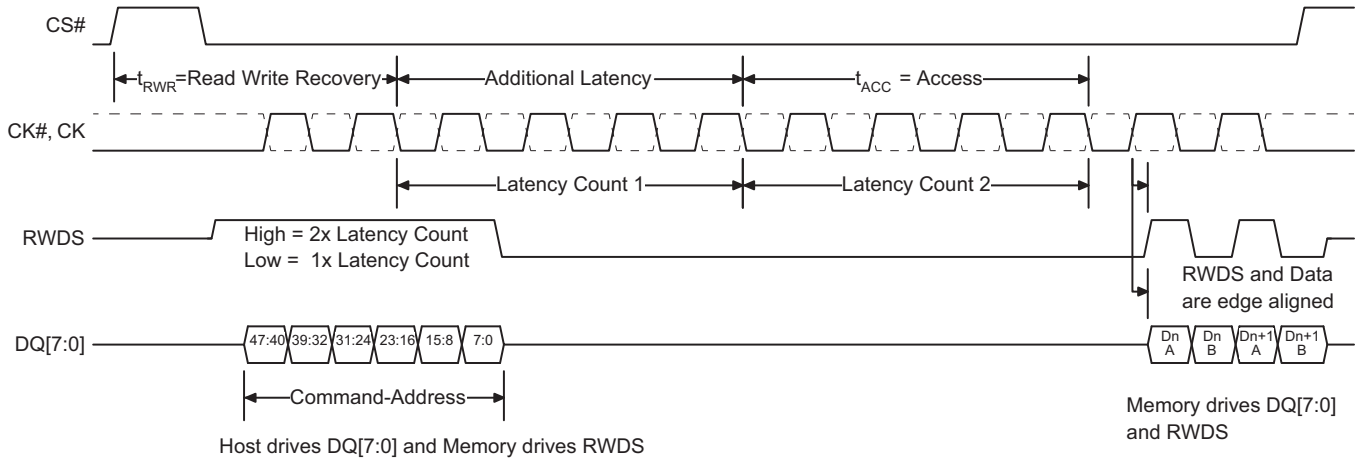 CS#
tRWR=Read Write Recovery
Additional Latency
tACC = Access
CK#, CK
Latency Count 1
Latency Count 2
RWDS
High = 2x Latency Count
Low = 1x Latency Count
RWDS and Data
are edge aligned
DQ[7:0]
47:40
39:32
31:24
23:16
15:8
7:0
Dn
A
Dn
B
Dn+1
A
Dn+1
B
Command-Address
Memory drives DQ[7:0]
and RWDS
Host drives DQ[7:0] and Memory drives RWDS